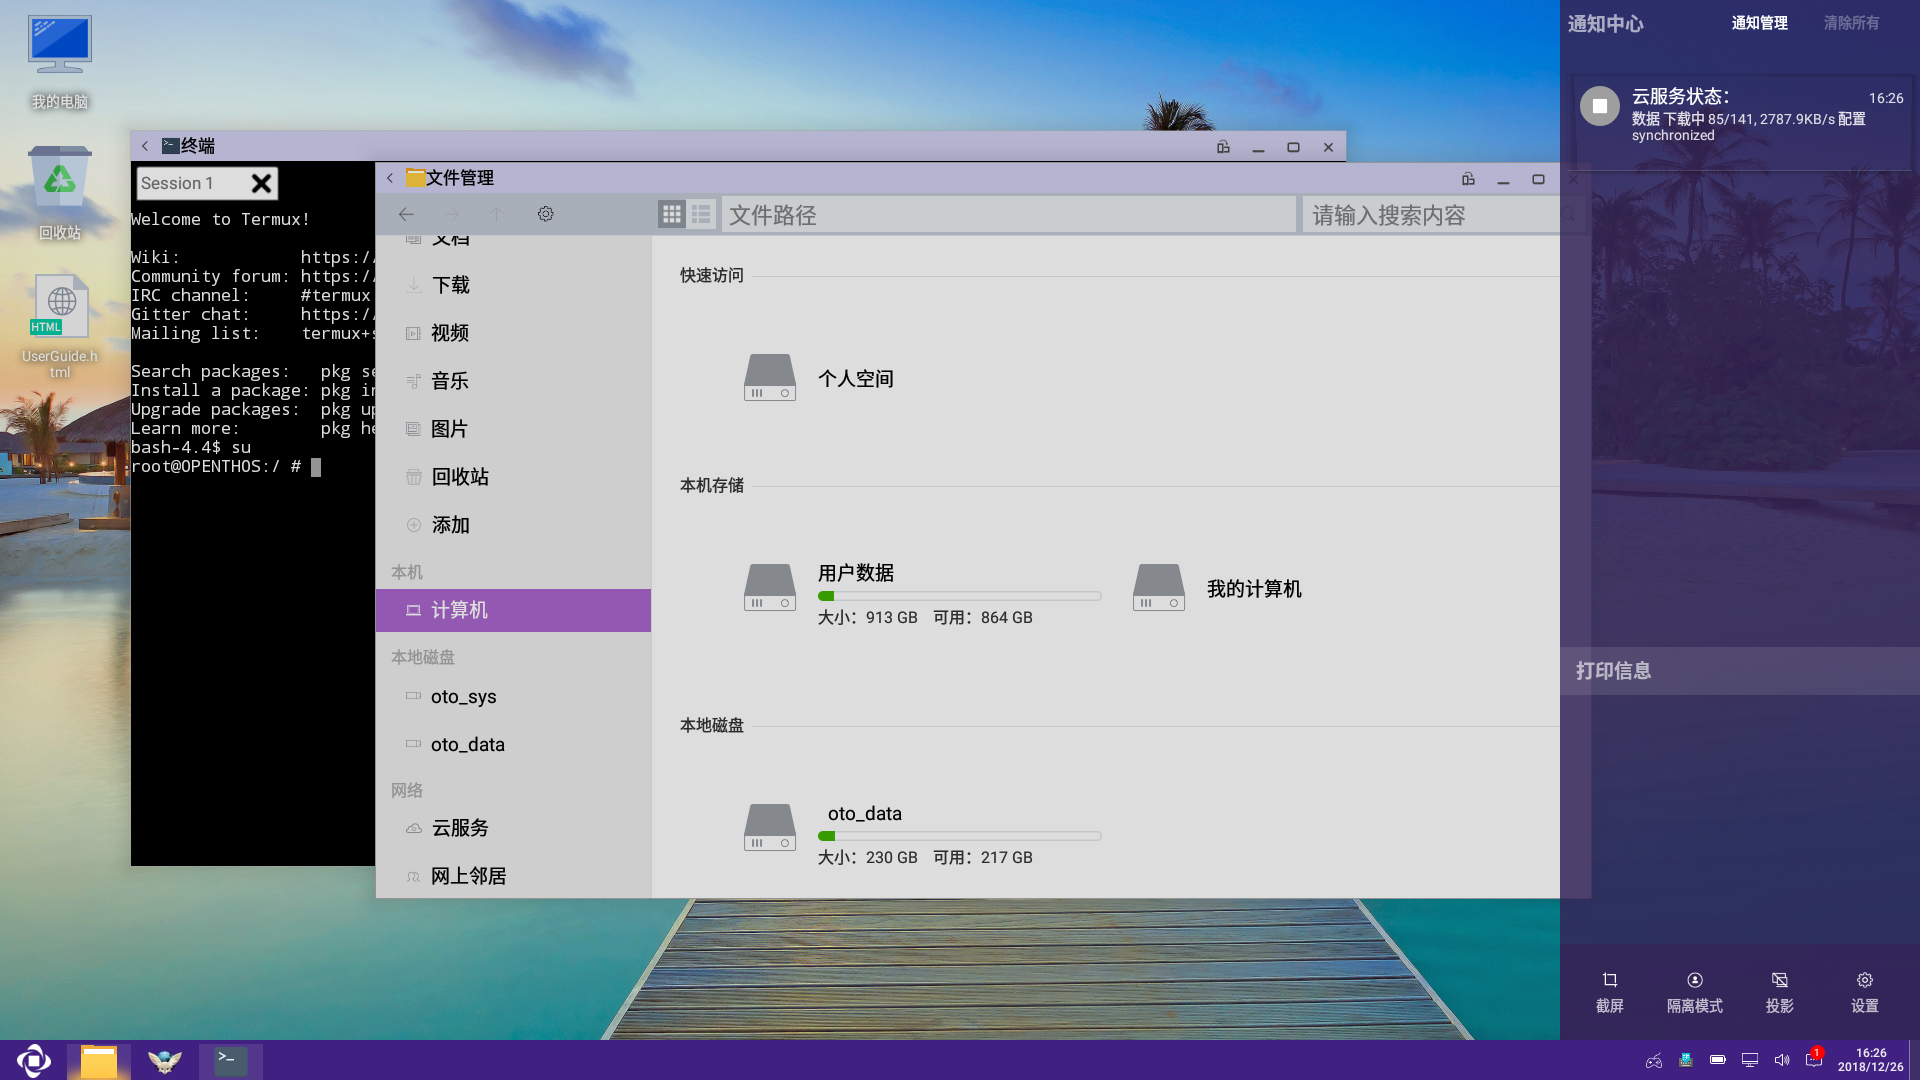 我的电脑
回收站
HTML
UserGuide.h
tml
终端
Session 1
Welcome to Termux!
Wiki: https:/
Community forum: https:/
IRC channel: #termux
Gitter chat: https:/
Mailing list: termux+
Search packages: pkg se
Install a package: pkg in
Upgrade packages: pkg up
Learn more: pkg he
bash-4.4$ su
root@OPENTHOS:/ #
文件管理
文件路径
请输入搜索内容
文档
下载
视频
音乐
图片
回收站
添加
本机
计算机
本地磁盘
oto_sys
oto_data
网络
云服务
网上邻居
快速访问
个人空间
本机存储
用户数据
大小：913 GB 可用：864 GB
我的计算机
本地磁盘
oto_data
大小：230 GB 可用：217 GB
通知中心 通知管理 清除所有
云服务状态： 16:26
数据 下载中 85/141, 2787.9KB/s 配置
synchronized
打印信息
截屏 隔离模式 投影 设置
1
16:26
2018/12/26